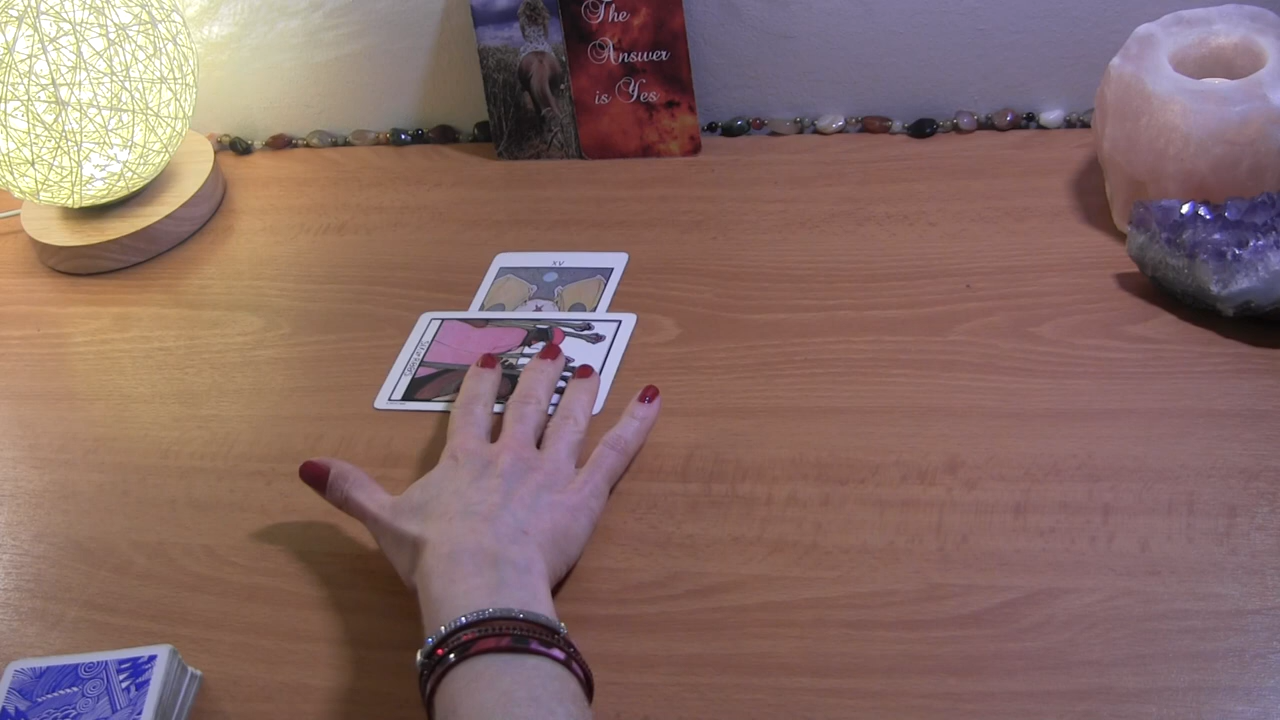 The
Answer
is Yes
XV